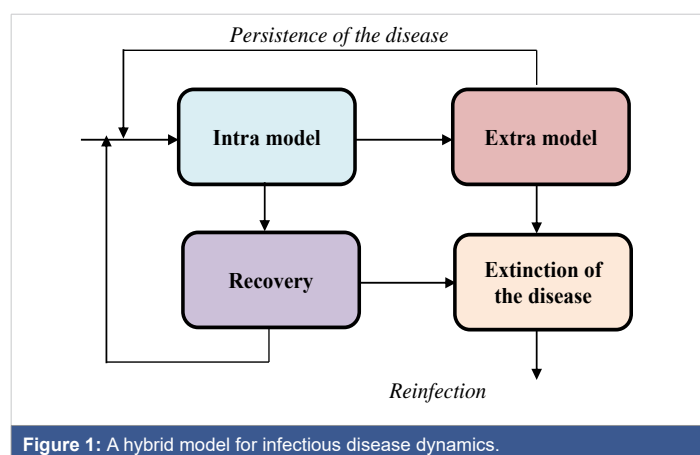 Persistence of the disease
Intra model
Extra model
Recovery
Extinction of
the disease
Reinfection
Figure 1: A hybrid model for infectious disease dynamics.